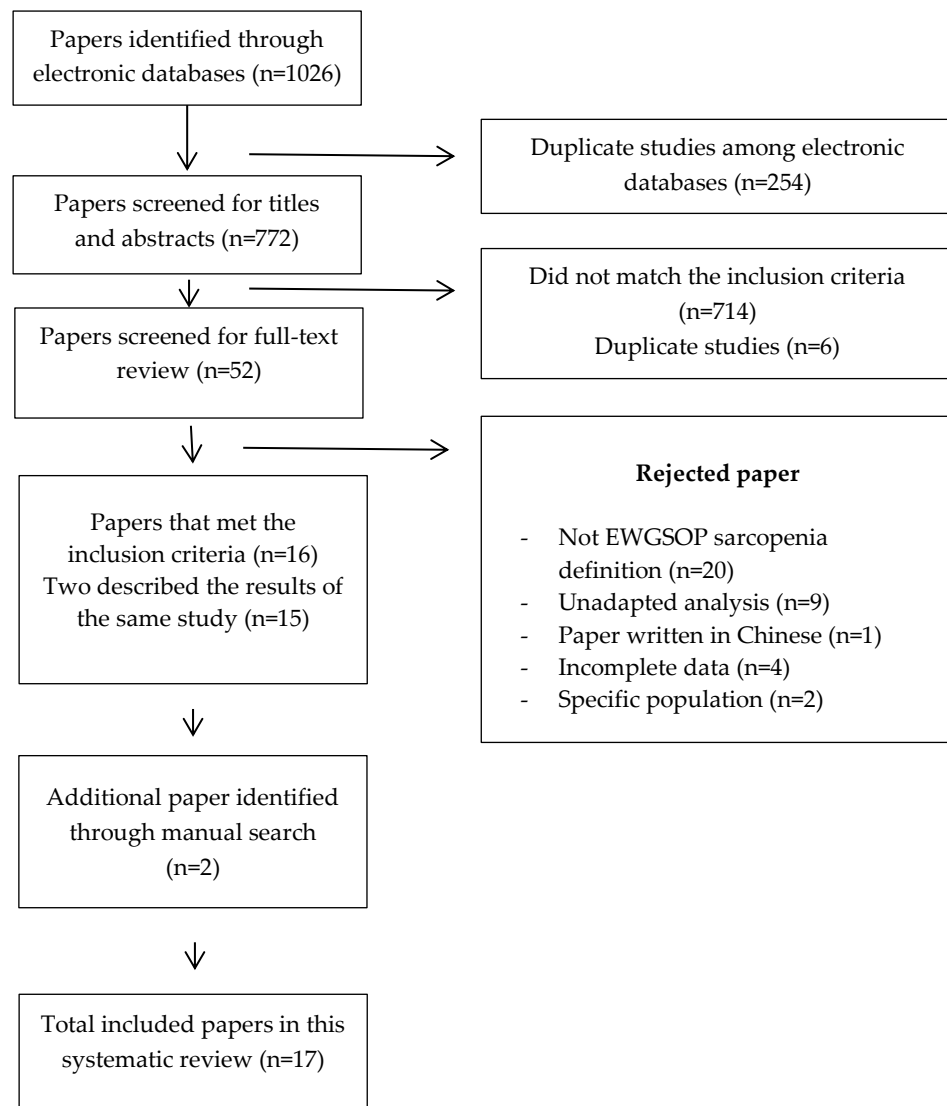 Papers identified through
electronic databases (n=1026)
Duplicate studies among electronic
databases (n=254)
Papers screened for titles
and abstracts (n=772)
Did not match the inclusion criteria
(n=714)
Duplicate studies (n=6)
Papers screened for full-text
review (n=52)
Rejected paper
- Not EWGSOP sarcopenia
definition (n=20)
- Unadapted analysis (n=9)
- Paper written in Chinese (n=1)
- Incomplete data (n=4)
- Specific population (n=2)
Papers that met the
inclusion criteria (n=16)
Two described the results of
the same study (n=15)
Additional paper identified
through manual search
(n=2)
Total included papers in this
systematic review (n=17)